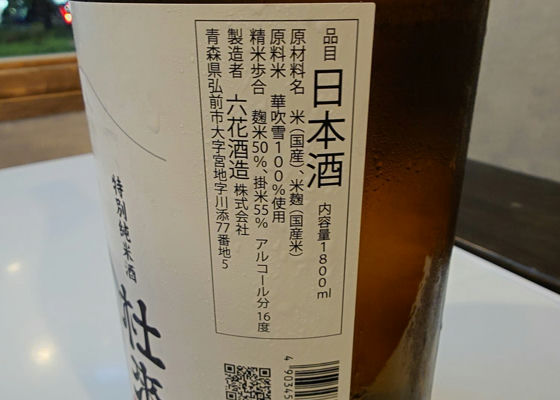 品目 日本酒 内容量1800ml
原材料名 米(国産)、米麹(国産米)
原料米 華吹雪100%使用
精米歩合 麹米50%、掛米55% アルコール分 16度
製造者 六花酒造 株式会社
青森県弘前市大字宮地字川添77番地5
特別純米酒
杜
4 90345